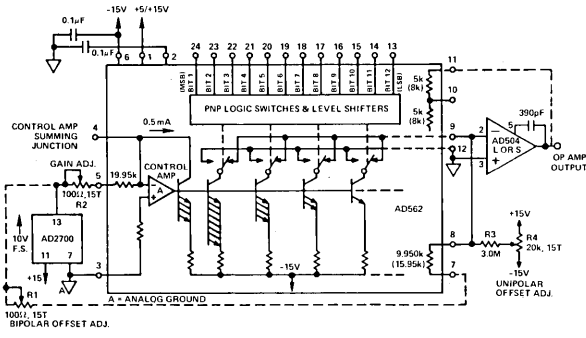 -15V
+5/+15V
0.1µF
0.1µF
6
1
2
24
23
22
21
20
19
18
17
16
15
14
13
(MSB) BIT 1
BIT 2
BIT 3
BIT 4
BIT 5
BIT 6
BIT 7
BIT 8
BIT 9
BIT 10
BIT 11
BIT 12 (LSB)
PNP LOGIC SWITCHES & LEVEL SHIFTERS
11
5k
(8k)
10
5k
(8k)
390pF
CONTROL AMP
SUMMING
JUNCTION
4
0.5mA
9
12
2
3
5
AD504
L OR S
OP AMP
OUTPUT
GAIN ADJ.
5
19.95k
100Ω,15T
R2
CONTROL
AMP
A
AD562
+15V
13
10V
F.S.
AD2700
11
7
+15
A
3
-15V
9.950k
(15.95k)
8
7
R3
3.0M
R4
20k, 15T
-15V
UNIPOLAR
OFFSET ADJ.
R1
100Ω, 15T
BIPOLAR OFFSET ADJ.
A = ANALOG GROUND